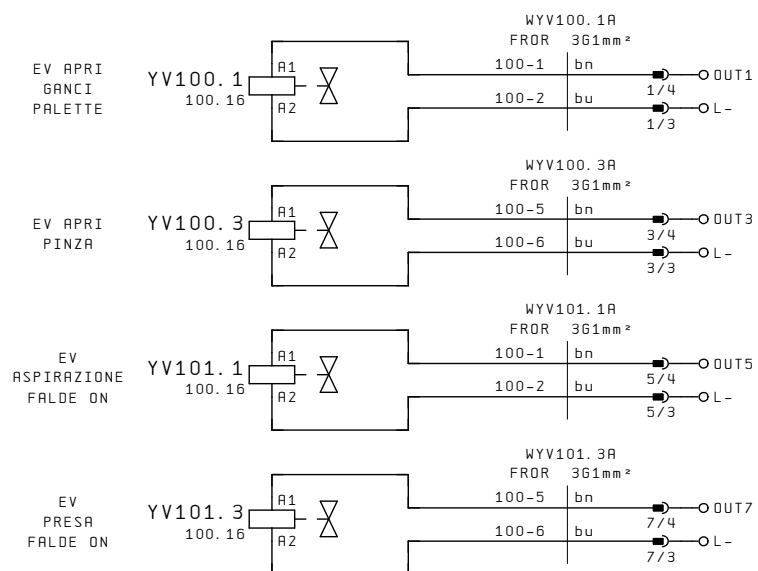 WYV100.1A
FROR 3G1mm²
EV APRI
GANCI
PALETTE
YV100.1
100.16
A1
A2
100-1 bn
1/4
OUT1
100-2 bu
1/3
L-
WYV100.3A
FROR 3G1mm²
EV APRI
PINZA
YV100.3
100.16
A1
A2
100-5 bn
3/4
OUT3
100-6 bu
3/3
L-
WYV101.1A
FROR 3G1mm²
EV
ASPIRAZIONE
FALDE ON
YV101.1
100.16
A1
A2
100-1 bn
5/4
OUT5
100-2 bu
5/3
L-
WYV101.3A
FROR 3G1mm²
EV
PRESA
FALDE ON
YV101.3
100.16
A1
A2
100-5 bn
7/4
OUT7
100-6 bu
7/3
L-